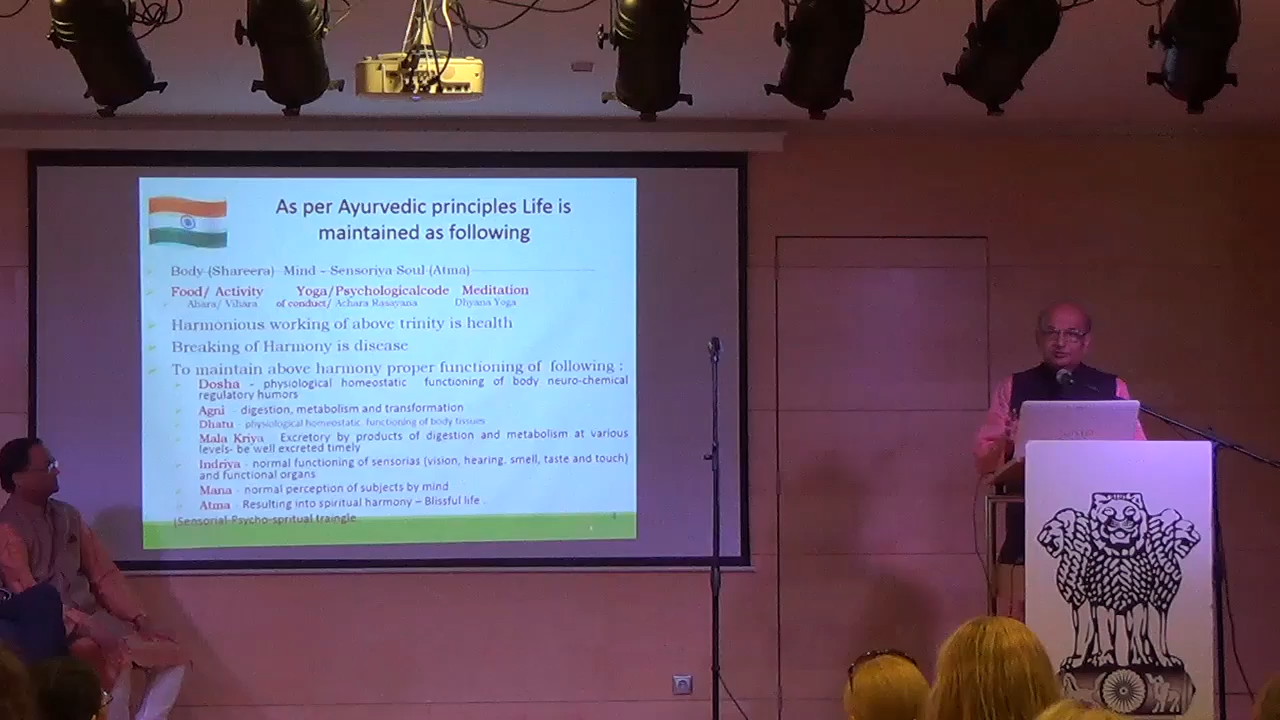 As per Ayurvedic principles Life is
maintained as following
Body (Shareera) Mind – Sensoriya Soul (Atma)
Food/ Activity Yoga/Psychologicalcode Meditation
Ahara/ Vihara of conduct/ Achara Rasayana Dhyana Yoga
Harmonious working of above trinity is health
Breaking of Harmony is disease
To maintain above harmony proper functioning of following :
Dosha - physiological homeostatic functioning of body neuro-chemical
regulatory humors
Agni - digestion, metabolism and transformation
Dhatu - physiological homeostatic functioning of body tissues
Mala Kriya Excretory by products of digestion and metabolism at various
levels- be well excreted timely
Indriya - normal functioning of sensorias (vision, hearing, smell, taste and touch)
and functional organs
Mana - normal perception of subjects by mind
Atma Resulting into spiritual harmony – Blissful life .
(Sensorial-Psycho-spritual traingle